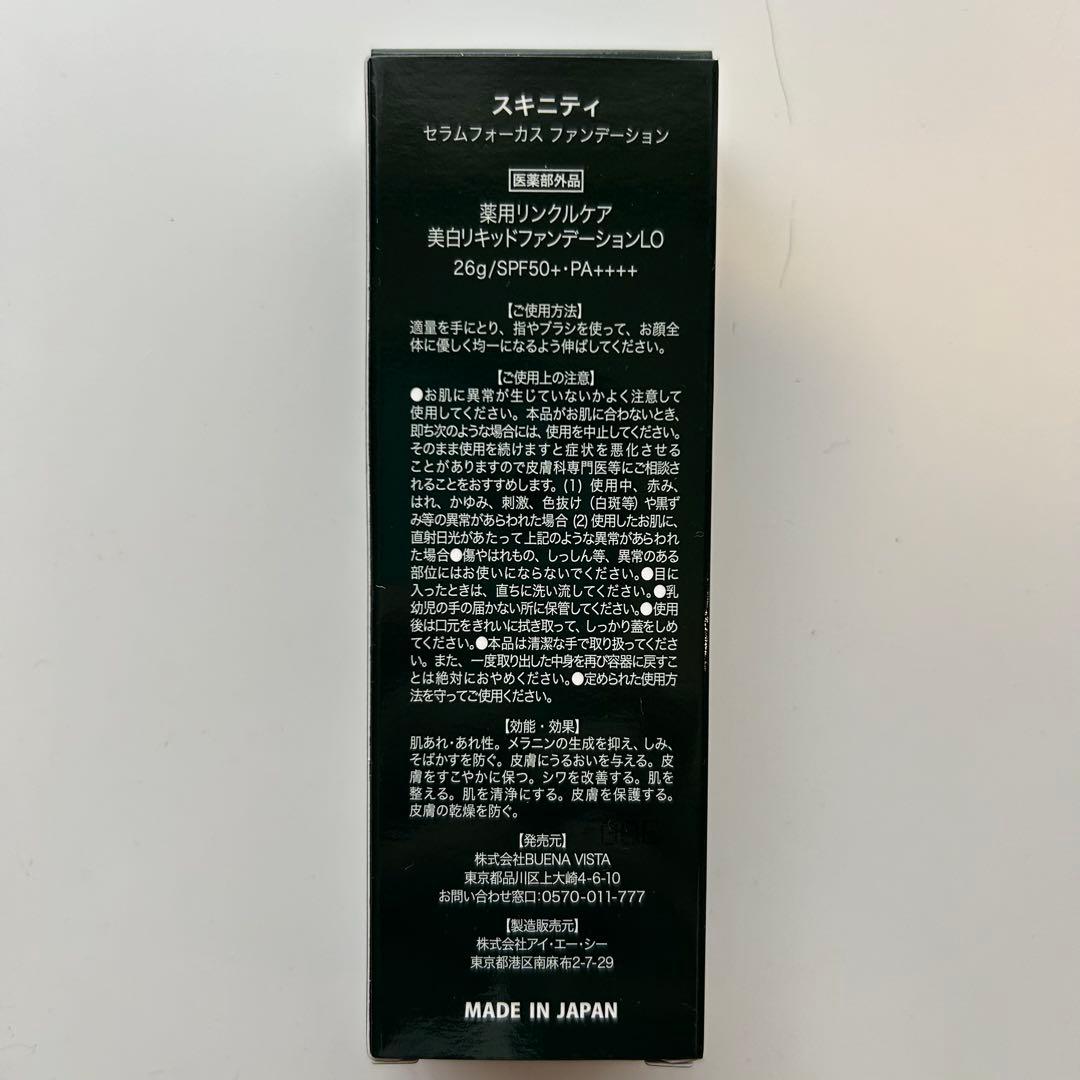 スキニティ
セラムフォーカス ファンデーション
医薬部外品
薬用リンクルケア
美白リキッドファンデーションLO
26g/SPF50+・PA++++
【ご使用方法】
適量を手にとり、指やブラシを使って、お顔全
体に優しく均一になるよう伸ばしてください。
【ご使用上の注意】
●お肌に異常が生じていないかよく注意して
使用してください。本品がお肌に合わないとき、
即ち次のような場合には、使用を中止してください。
そのまま使用を続けますと症状を悪化させる
ことがありますので皮膚科専門医等にご相談さ
れることをおすすめします。(1) 使用中、赤み、
はれ、かゆみ、刺激、色抜け（白斑等）や黒ず
み等の異常があらわれた場合 (2) 使用したお肌に、
直射日光があたって上記のような異常があらわれ
た場合●傷やはれもの、しっしん等、異常のある
部位にはお使いにならないでください。●目に
入ったときは、直ちに洗い流してください。●乳
幼児の手の届かない所に保管してください。●使用
後は口元をきれいに拭き取って、しっかり蓋をしめ
てください。●本品は清潔な手で取り扱ってくださ
い。また、一度取り出した中身を再び容器に戻すこ
とは絶対におやめください。●定められた使用方
法を守ってご使用ください。
【効能・効果】
肌あれ・あれ性。メラニンの生成を抑え、しみ、
そばかすを防ぐ。皮膚にうるおいを与える。皮
膚をすこやかに保つ。シワを改善する。肌を
整える。肌を清浄にする。皮膚を保護する。
皮膚の乾燥を防ぐ。
【発売元】
株式会社BUENA VISTA
東京都品川区上大崎4-6-10
お問い合わせ窓口:0570-011-777
【製造販売元】
株式会社アイ・エー・シー
東京都港区南麻布2-7-29
MADE IN JAPAN